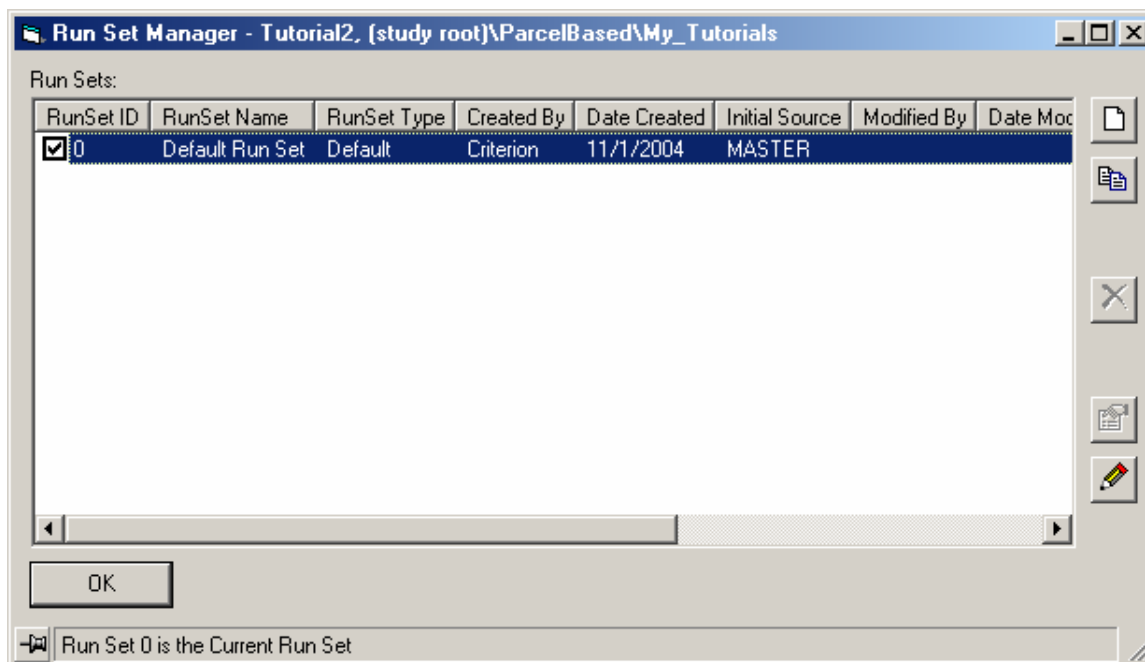 Run Set Manager - Tutorial2, (study root)\ParcelBased\My_Tutorials
Run Sets:
RunSet ID RunSet Name RunSet Type Created By Date Created Initial Source Modified By Date Moc
0 Default Run Set Default Criterion 11/1/2004 MASTER
OK
Run Set 0 is the Current Run Set